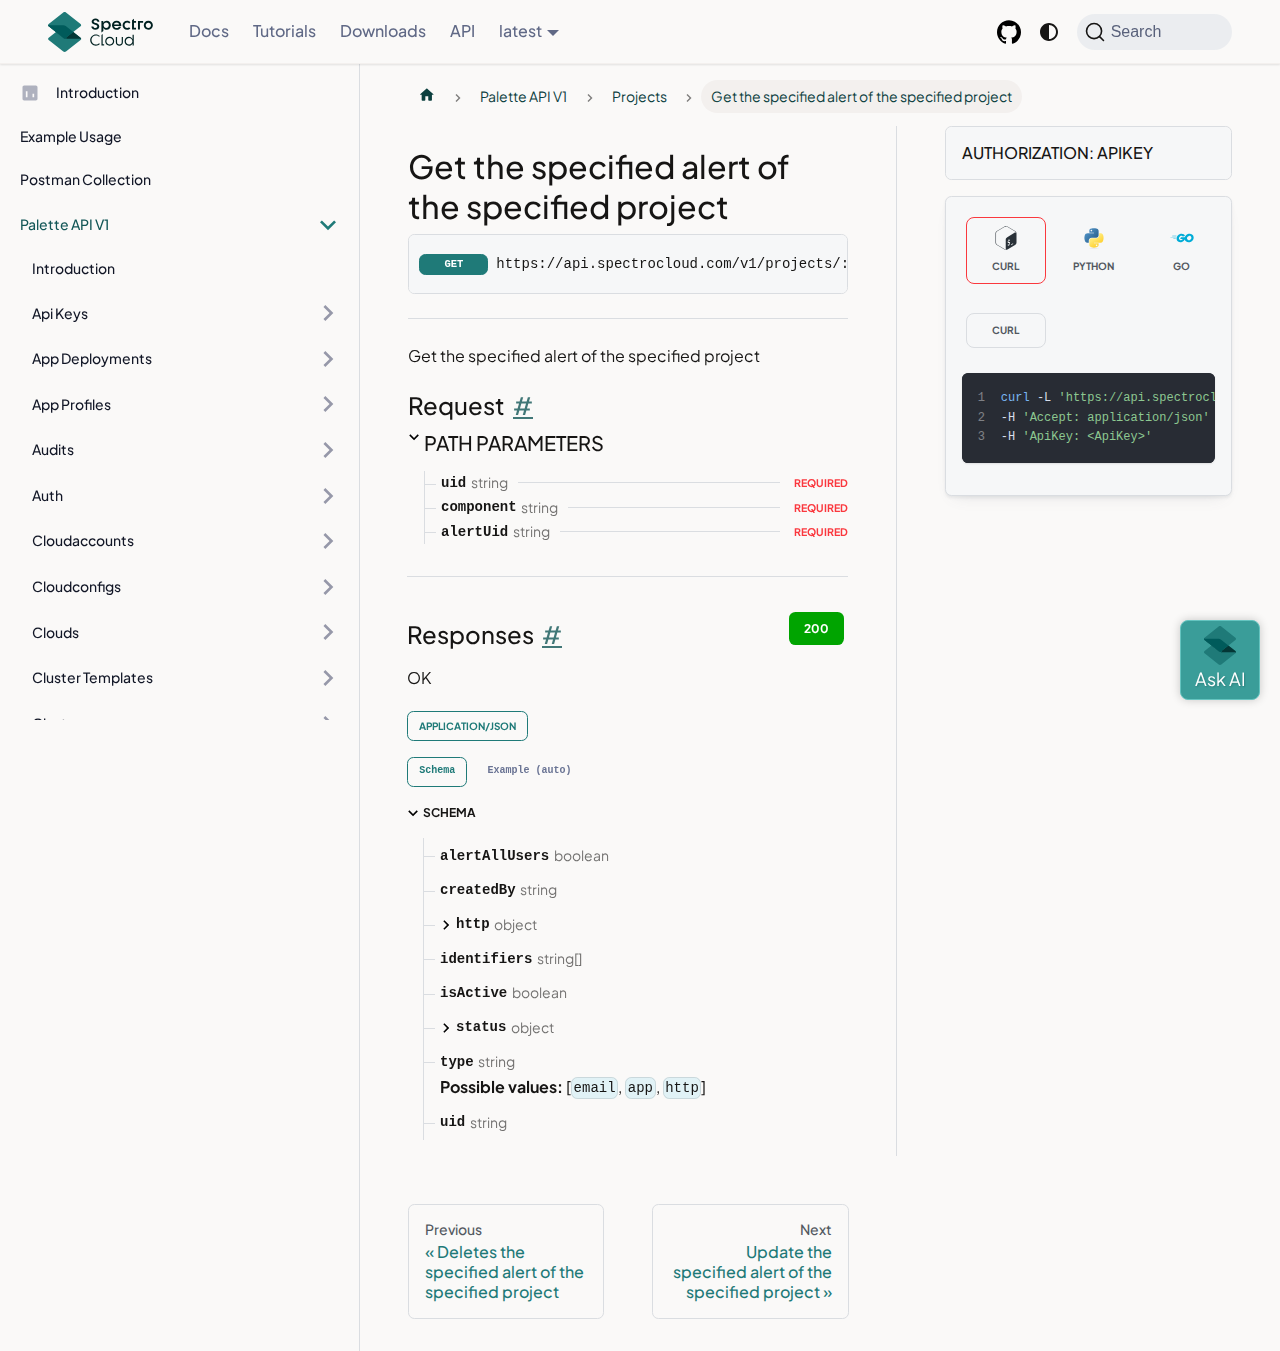 Spectro Cloud
Docs
Tutorials
Downloads
API
latest
Search
Introduction
Example Usage
Postman Collection
Palette API V1
Introduction
Api Keys
App Deployments
App Profiles
Audits
Auth
Cloudaccounts
Cloudconfigs
Clouds
Cluster Templates
Palette API V1
Projects
Get the specified alert of the specified project
Get the specified alert of
the specified project
GET https://api.spectrocloud.com/v1/projects/:
Get the specified alert of the specified project
Request #
PATH PARAMETERS
uid string REQUIRED
component string REQUIRED
alertUid string REQUIRED
Responses #
200
OK
APPLICATION/JSON
Schema
Example (auto)
SCHEMA
alertAllUsers boolean
createdBy string
http object
identifiers string[]
isActive boolean
status object
type string
Possible values: [email, app, http]
uid string
Previous
« Deletes the
specified alert of the
specified project
Next
Update the
specified alert of the
specified project »
AUTHORIZATION: APIKEY
CURL
PYTHON
GO
CURL
1 curl -L 'https://api.spectrocl
2 -H 'Accept: application/json'
3 -H 'ApiKey: <ApiKey>'
Ask AI